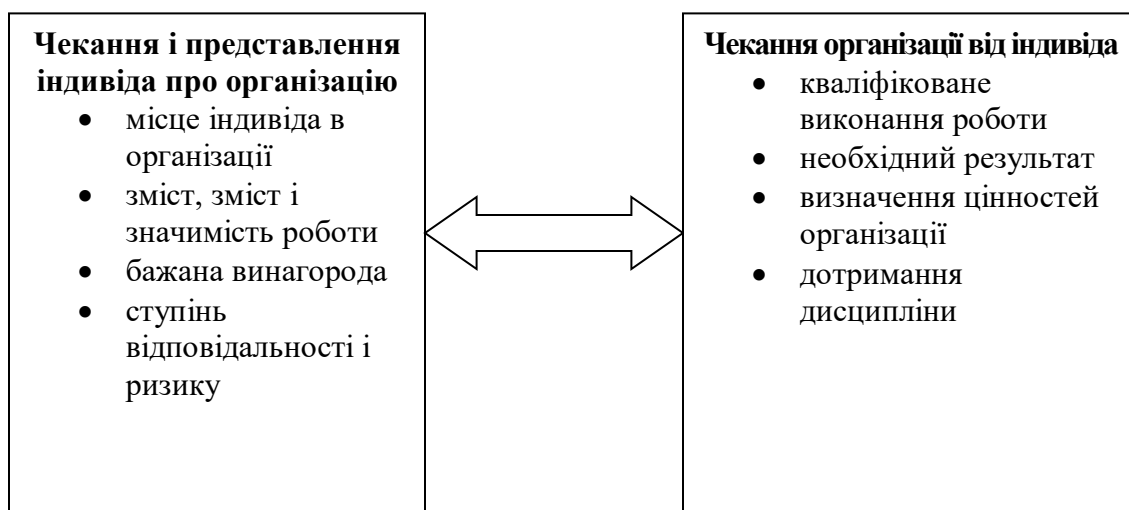 Чекання і представлення
індивіда про організацію
• місце індивіда в
організації
• зміст, зміст і
значимість роботи
• бажана винагорода
• ступінь
відповідальності і
ризику
Чекання організації від індивіда
• кваліфіковане
виконання роботи
• необхідний результат
• визначення цінностей
організації
• дотримання
дисципліни